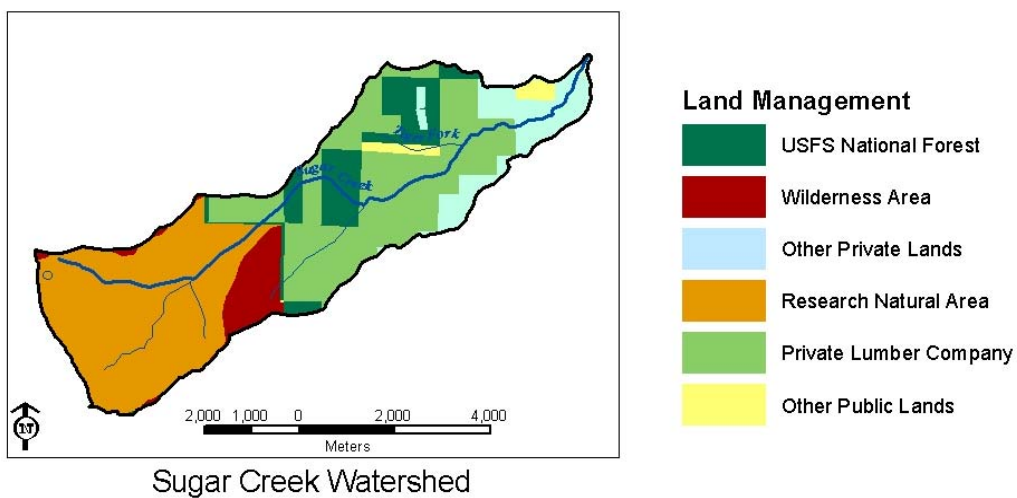 Sugar Creek
N
2,000 1,000 0 2,000 4,000
Meters
Sugar Creek Watershed
Land Management
USFS National Forest
Wilderness Area
Other Private Lands
Research Natural Area
Private Lumber Company
Other Public Lands